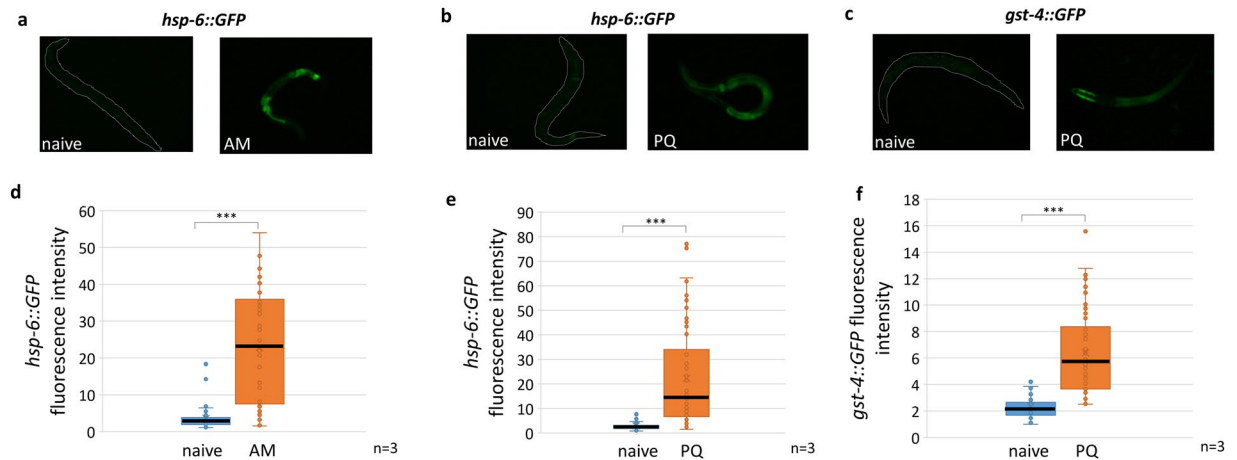 a
hsp-6::GFP
naive
AM
b
hsp-6::GFP
naive
PQ
c
gst-4::GFP
naive
PQ
d
hsp-6::GFP
fluorescence intensity
60
50
40
30
20
10
0
***
naive
AM
n=3
e
hsp-6::GFP
fluorescence intensity
90
80
70
60
50
40
30
20
10
0
***
naive
PQ
n=3
f
gst-4::GFP fluorescence
intensity
18
16
14
12
10
8
6
4
2
0
***
naive
PQ
n=3